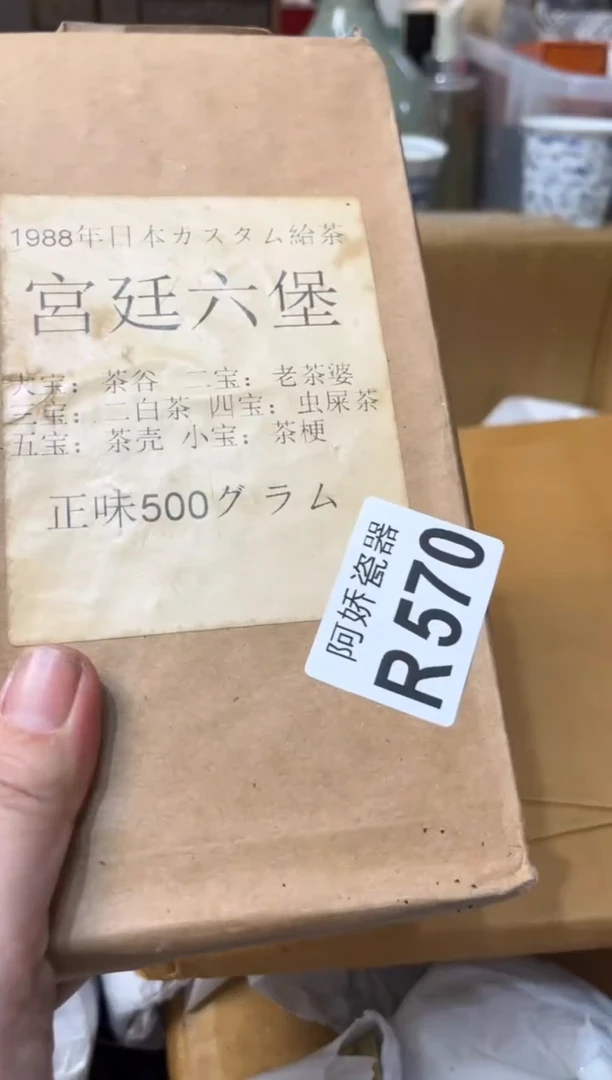 1988年日本カスタム給茶
宮廷六堡
大宝：茶谷 二宝：老茶婆
三宝：二白茶 四宝：虫屎茶
五宝：茶壳 小宝：茶梗
正味500グラム
阿娇瓷器
R570